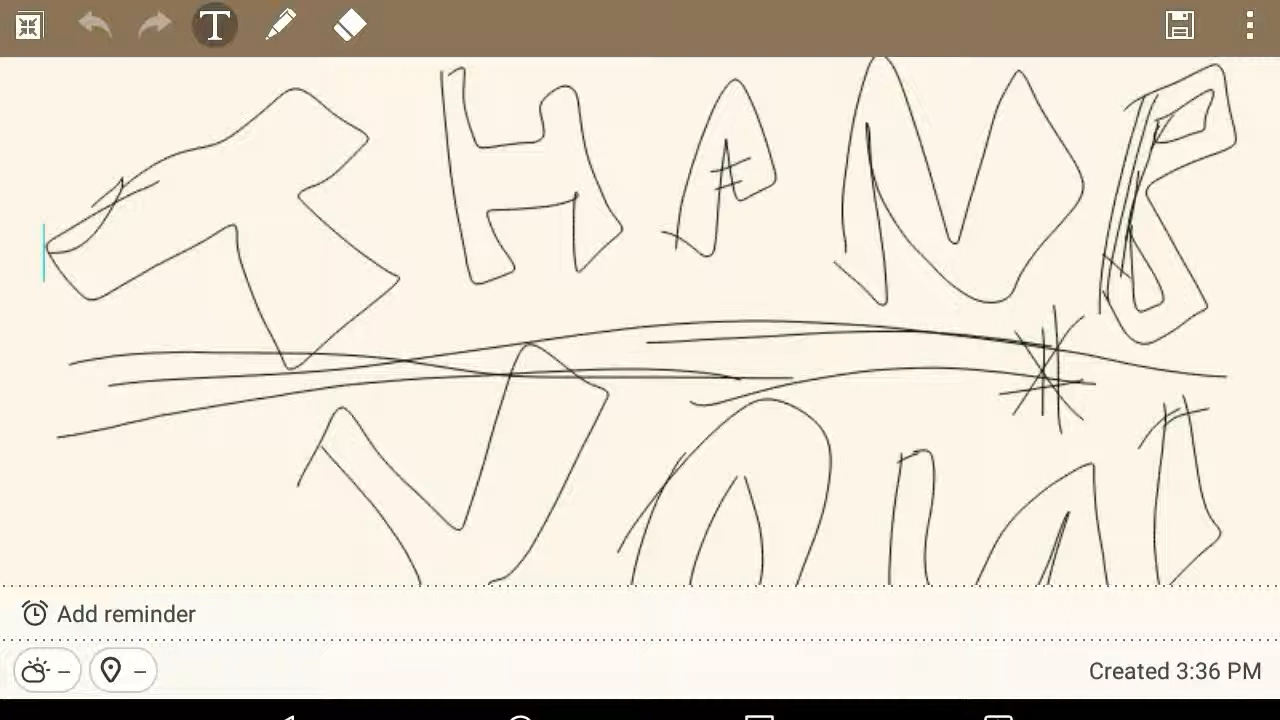 T
THANK
YOU!
Add reminder
–
–
Created 3:36 PM